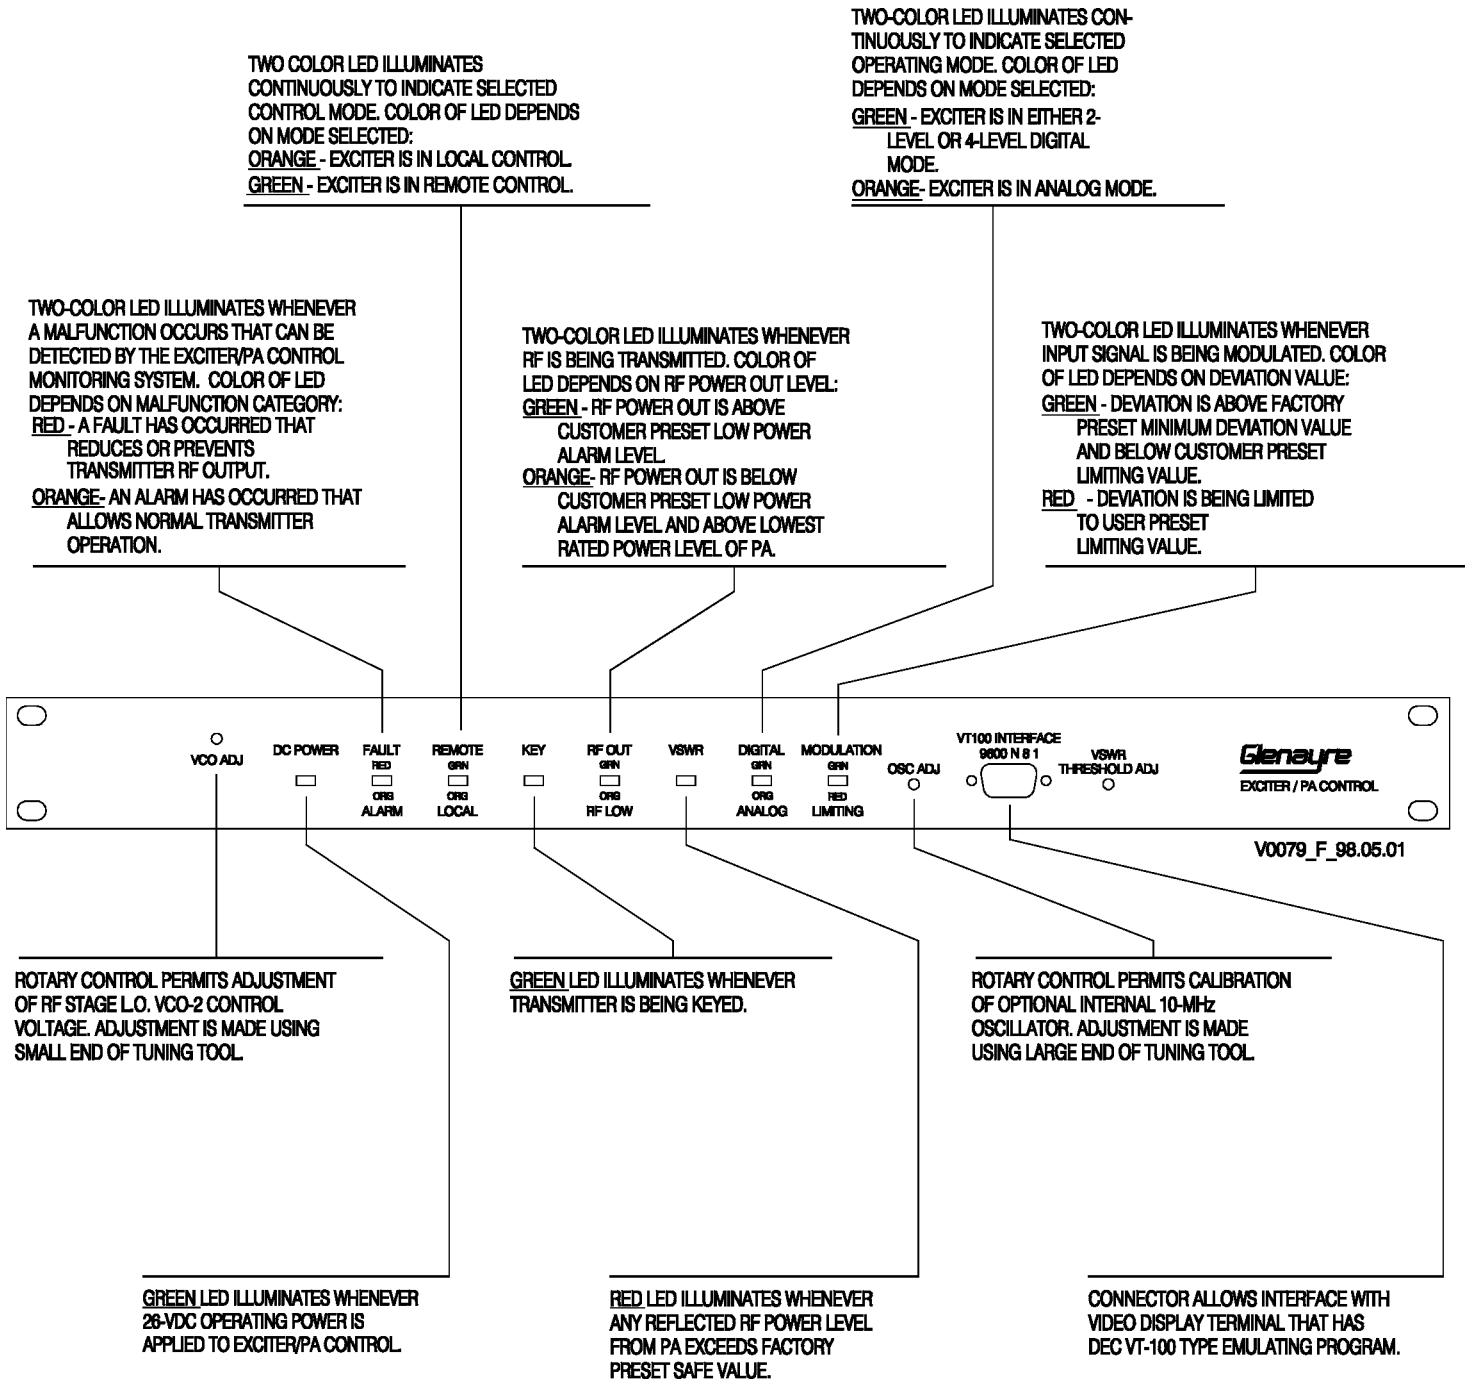 TWO-COLOR LED ILLUMINATES CON-
TINUOUSLY TO INDICATE SELECTED
OPERATING MODE. COLOR OF LED
DEPENDS ON MODE SELECTED:
GREEN - EXCITER IS IN EITHER 2-
LEVEL OR 4-LEVEL DIGITAL
MODE.
ORANGE- EXCITER IS IN ANALOG MODE.
TWO COLOR LED ILLUMINATES
CONTINUOUSLY TO INDICATE SELECTED
CONTROL MODE. COLOR OF LED DEPENDS
ON MODE SELECTED:
ORANGE - EXCITER IS IN LOCAL CONTROL.
GREEN - EXCITER IS IN REMOTE CONTROL.
TWO-COLOR LED ILLUMINATES WHENEVER
A MALFUNCTION OCCURS THAT CAN BE
DETECTED BY THE EXCITER/PA CONTROL
MONITORING SYSTEM. COLOR OF LED
DEPENDS ON MALFUNCTION CATEGORY:
RED - A FAULT HAS OCCURRED THAT
REDUCES OR PREVENTS
TRANSMITTER RF OUTPUT.
ORANGE- AN ALARM HAS OCCURRED THAT
ALLOWS NORMAL TRANSMITTER
OPERATION.
TWO-COLOR LED ILLUMINATES WHENEVER
RF IS BEING TRANSMITTED. COLOR OF
LED DEPENDS ON RF POWER OUT LEVEL:
GREEN - RF POWER OUT IS ABOVE
CUSTOMER PRESET LOW POWER
ALARM LEVEL.
ORANGE- RF POWER OUT IS BELOW
CUSTOMER PRESET LOW POWER
ALARM LEVEL AND ABOVE LOWEST
RATED POWER LEVEL OF PA.
TWO-COLOR LED ILLUMINATES WHENEVER
INPUT SIGNAL IS BEING MODULATED. COLOR
OF LED DEPENDS ON DEVIATION VALUE:
GREEN - DEVIATION IS ABOVE FACTORY
PRESET MINIMUM DEVIATION VALUE
AND BELOW CUSTOMER PRESET
LIMITING VALUE.
RED - DEVIATION IS BEING LIMITED
TO USER PRESET
LIMITING VALUE.
VCO ADJ
DC POWER
FAULT
RED
ORG
ALARM
REMOTE
GRN
ORG
LOCAL
KEY
RF OUT
GRN
ORG
RF LOW
VSWR
DIGITAL
GRN
ORG
ANALOG
MODULATION
GRN
RED
LIMITING
OSC ADJ
VT100 INTERFACE
9600 N 8 1
VSWR
THRESHOLD ADJ
Glenayre
EXCITER / PA CONTROL
V0079_F_98.05.01
ROTARY CONTROL PERMITS ADJUSTMENT
OF RF STAGE L.O. VCO-2 CONTROL
VOLTAGE. ADJUSTMENT IS MADE USING
SMALL END OF TUNING TOOL.
GREEN LED ILLUMINATES WHENEVER
TRANSMITTER IS BEING KEYED.
ROTARY CONTROL PERMITS CALIBRATION
OF OPTIONAL INTERNAL 10-MHz
OSCILLATOR. ADJUSTMENT IS MADE
USING LARGE END OF TUNING TOOL.
GREEN LED ILLUMINATES WHENEVER
26-VDC OPERATING POWER IS
APPLIED TO EXCITER/PA CONTROL.
RED LED ILLUMINATES WHENEVER
ANY REFLECTED RF POWER LEVEL
FROM PA EXCEEDS FACTORY
PRESET SAFE VALUE.
CONNECTOR ALLOWS INTERFACE WITH
VIDEO DISPLAY TERMINAL THAT HAS
DEC VT-100 TYPE EMULATING PROGRAM.